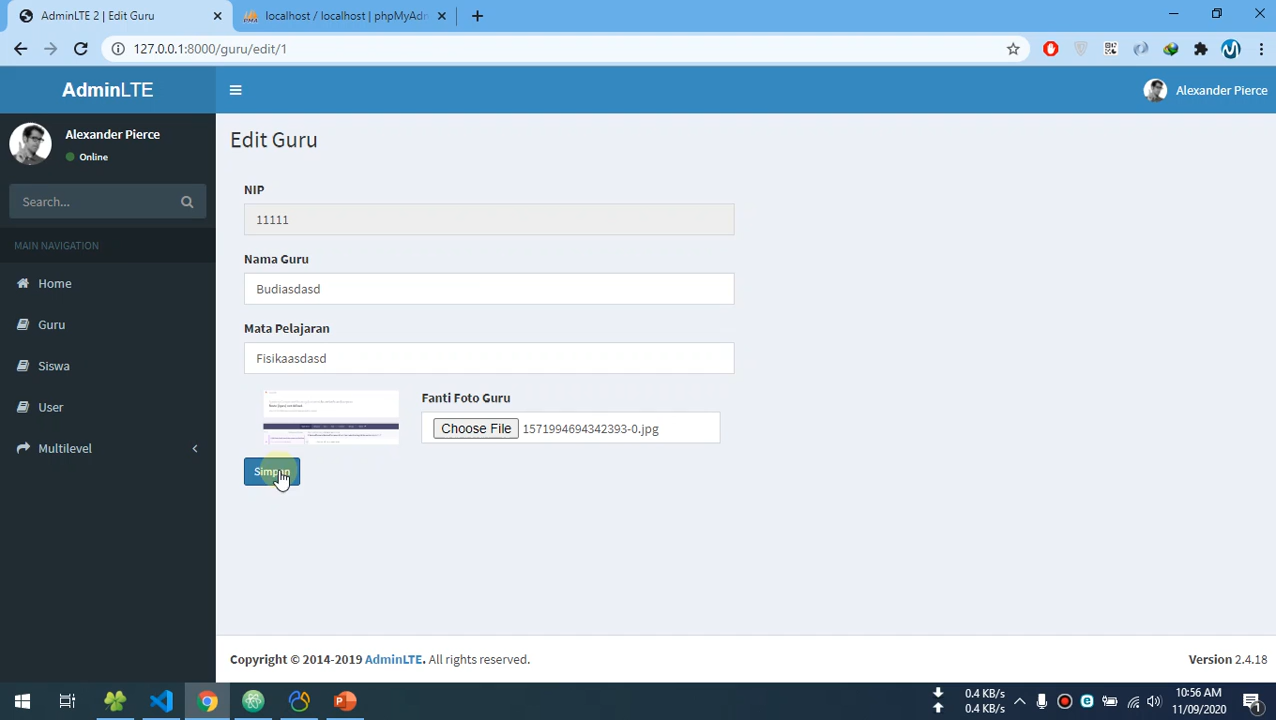 AdminLTE 2 | Edit Guru
localhost / localhost | phpMyAdr
127.0.0.1:8000/guru/edit/1
AdminLTE
Alexander Pierce
Alexander Pierce
Online
Search...
MAIN NAVIGATION
Home
Guru
Siswa
User
Multilevel
Edit Guru
NIP
11111
Nama Guru
Budiasdasd
Mata Pelajaran
Fisikaasdasd
Fanti Foto Guru
Choose File 1571994694342393-0.jpg
Simpan
Copyright © 2014-2019 AdminLTE. All rights reserved.
Version 2.4.18
0.4 KB/s
0.4 KB/s
10:56 AM
11/09/2020
1